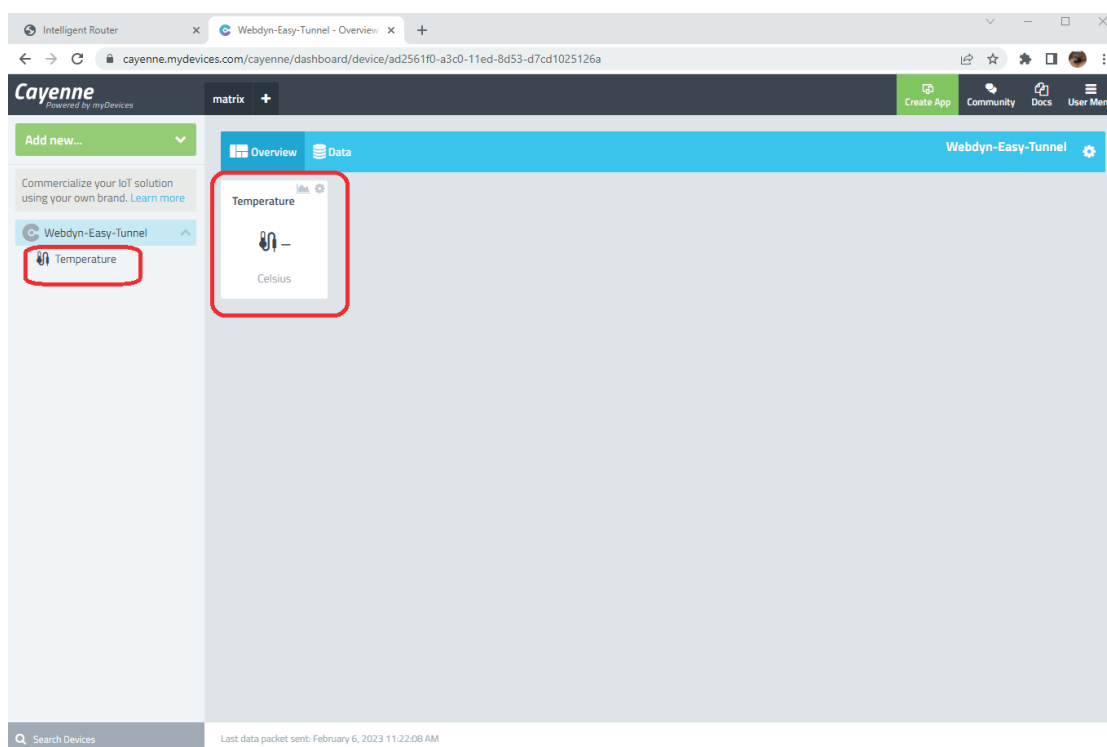 Intelligent Router
Webdyn-Easy-Tunnel - Overview
cayenne.mydevices.com/cayenne/dashboard/device/ad2561f0-a3c0-11ed-8d53-d7cd1025126a
Cayenne
Powered by myDevices
matrix
Create App
Community
Docs
User Men
Add new...
Overview
Data
Webdyn-Easy-Tunnel
Commercialize your IoT solution
using your own brand. Learn more
Webdyn-Easy-Tunnel
Temperature
Temperature
–
Celsius
Search Devices
Last data packet sent: February 6, 2023 11:22:08 AM